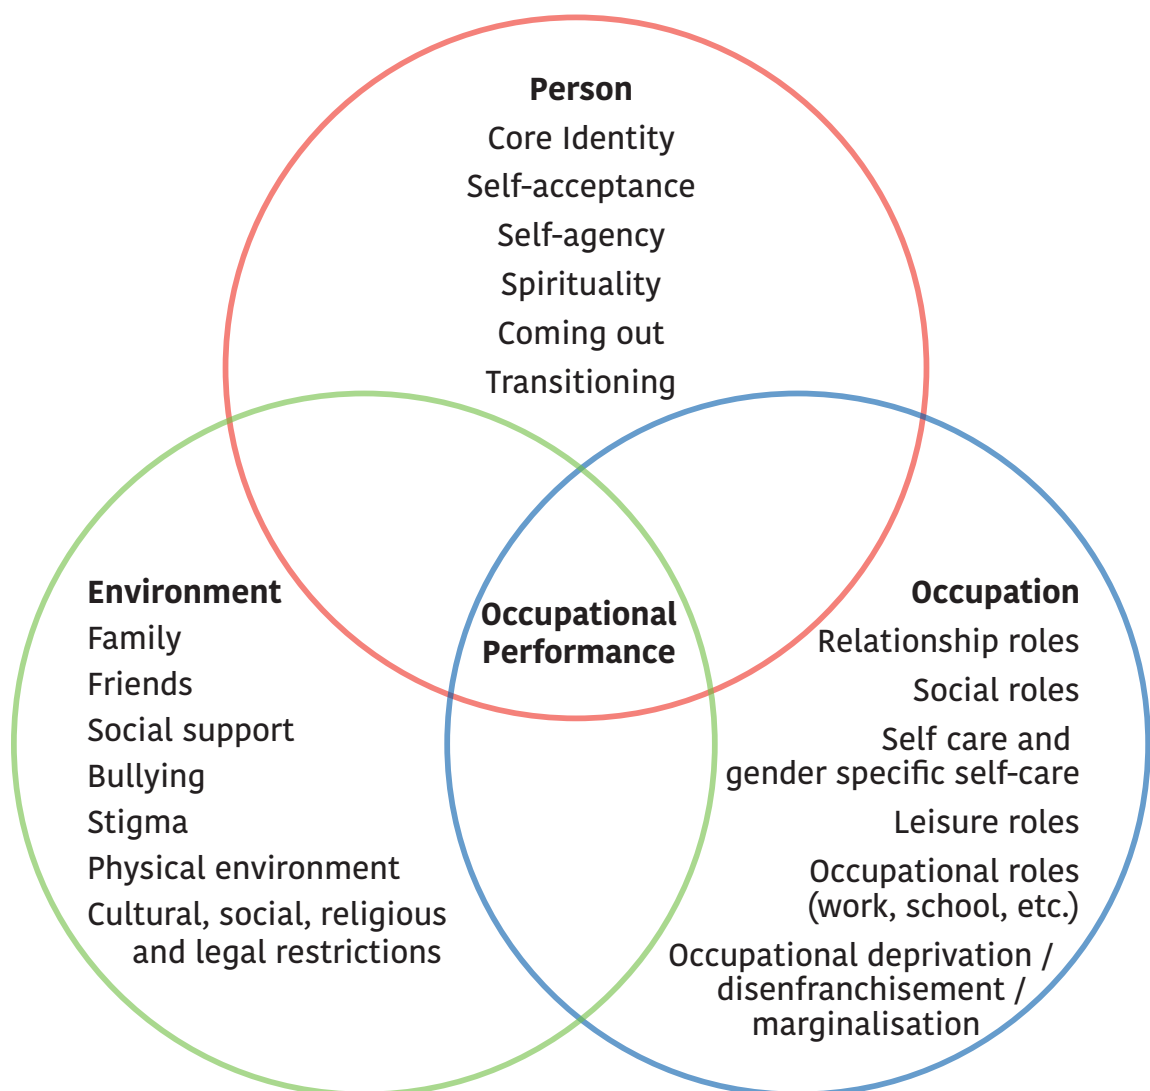 Person
Core Identity
Self-acceptance
Self-agency
Spirituality
Coming out
Transitioning
Environment
Family
Friends
Social support
Bullying
Stigma
Physical environment
Cultural, social, religious
and legal restrictions
Occupational
Performance
Occupation
Relationship roles
Social roles
Self care and
gender specific self-care
Leisure roles
Occupational roles
(work, school, etc.)
Occupational deprivation /
disenfranchisement /
marginalisation